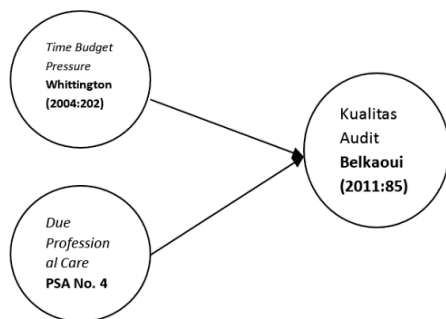 Time Budget
Pressure
Whittington
(2004:202)
Kualitas
Audit
Belkaoui
(2011:85)
Due
Profession
al Care
PSA No. 4